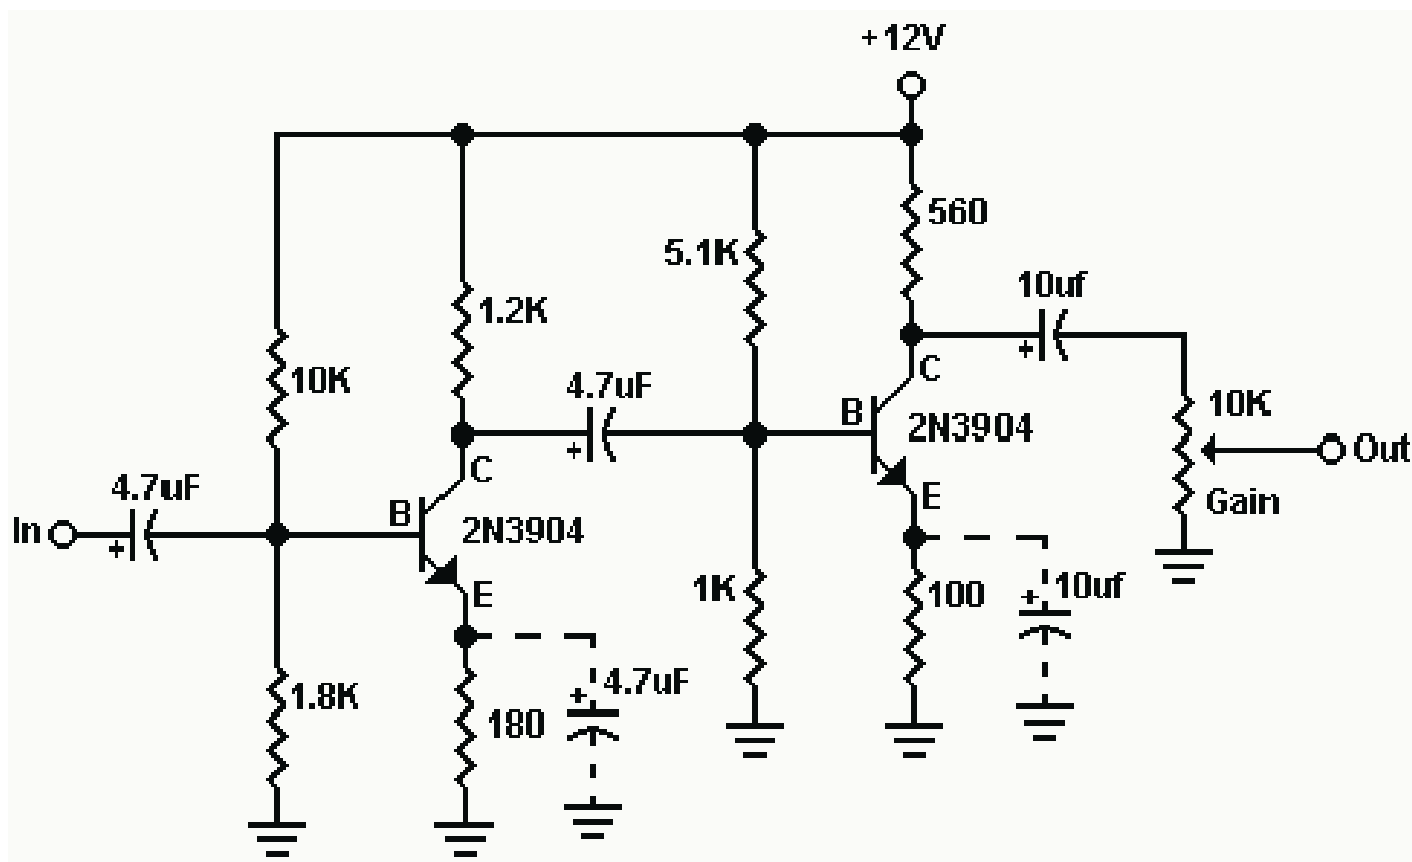 +12V
560
5.1K
10uf
1.2K
+
C
10K
4.7uF
B
10K
2N3904
+
Out
C
4.7uF
E
Gain
B
In
2N3904
+
1K
100
+
10uf
E
1.8K
+
4.7uF
180